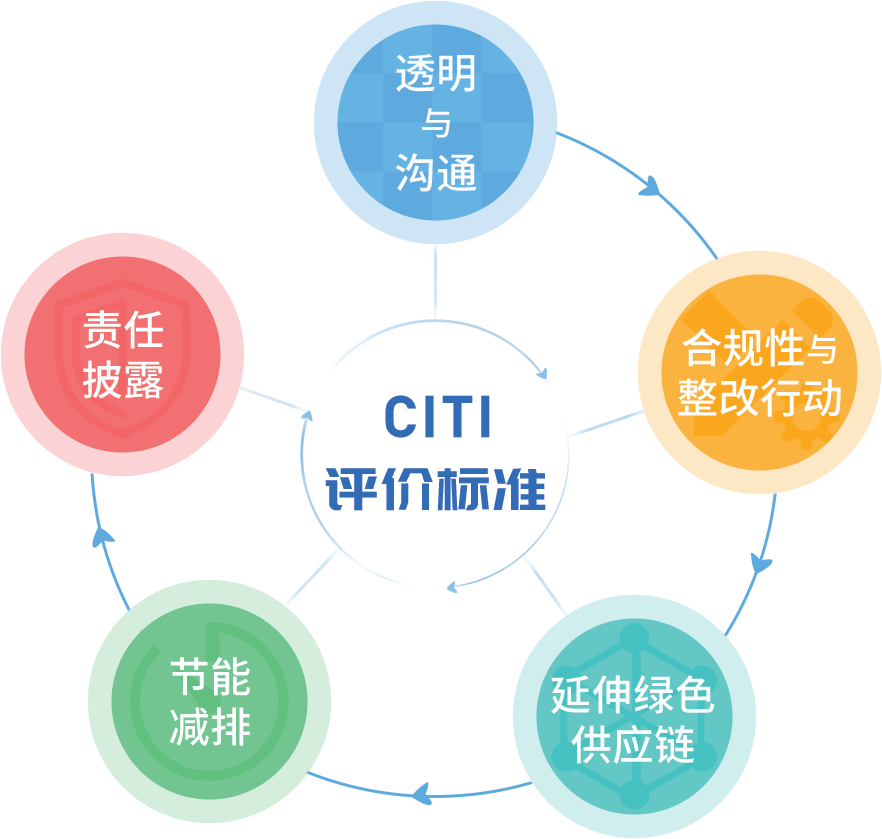 透明
与
沟通
合规性与
整改行动
延伸绿色
供应链
节能
减排
责任
披露
CITI
评价标准